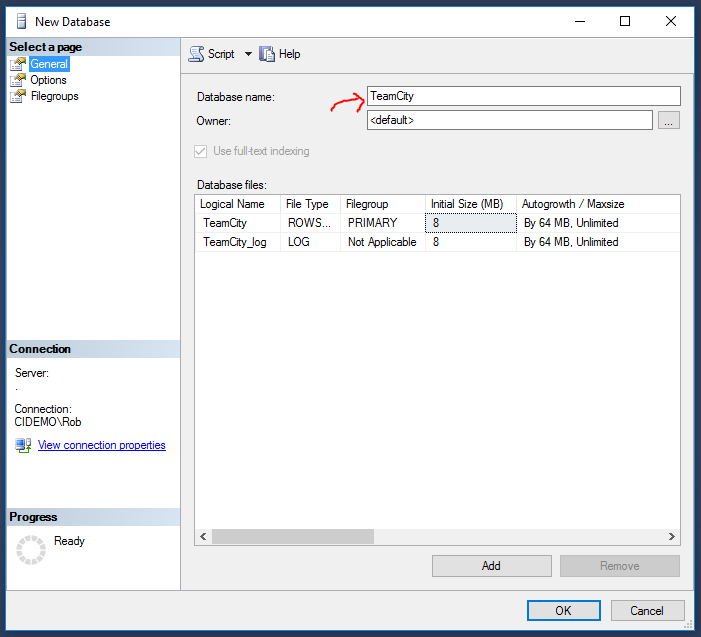 New Database
Select a page
General
Options
Filegroups
Script
Help
Database name:
TeamCity
Owner:
<default>
...
Use full-text indexing
Database files:
Logical Name File Type Filegroup Initial Size (MB) Autogrowth / Maxsize
TeamCity ROWS... PRIMARY 8 By 64 MB, Unlimited
TeamCity_log LOG Not Applicable 8 By 64 MB, Unlimited
Connection
Server:
.
Connection:
CIDEMO\Rob
View connection properties
Progress
Ready
Add
Remove
OK
Cancel